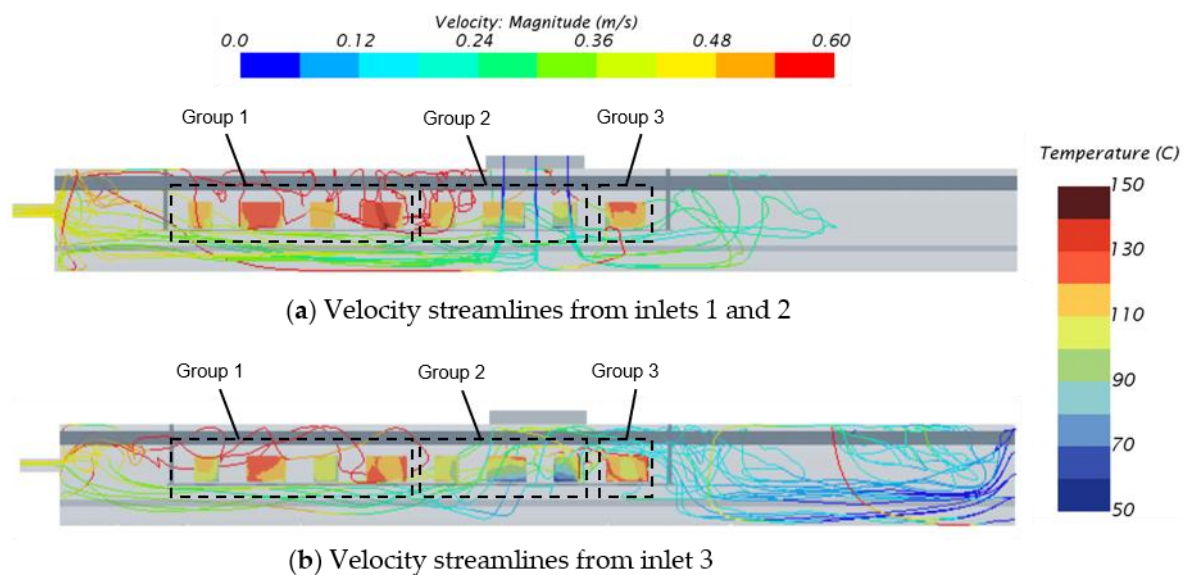 Velocity: Magnitude (m/s)
0.0 0.12 0.24 0.36 0.48 0.60
Group 1 Group 2 Group 3
Temperature (C)
150
130
110
90
70
50
(a) Velocity streamlines from inlets 1 and 2
Group 1 Group 2 Group 3
(b) Velocity streamlines from inlet 3